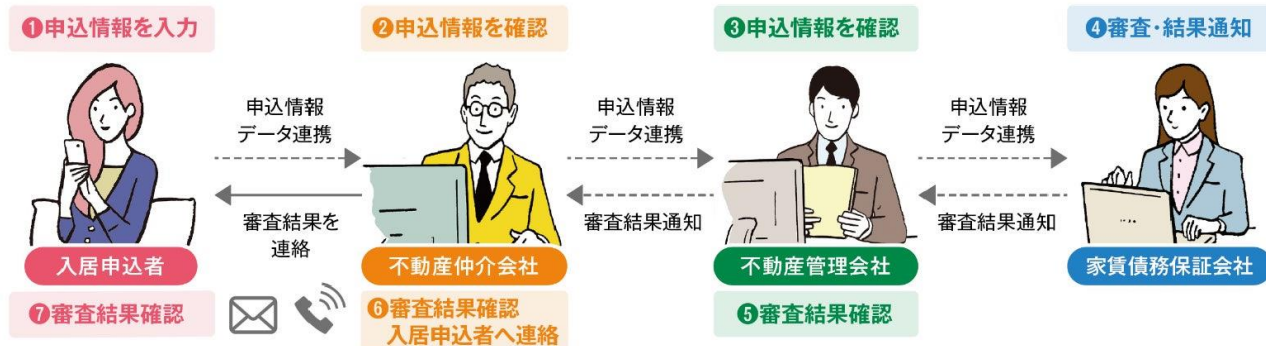 ❶申込情報を入力
❷申込情報を確認
❸申込情報を確認
❹審査・結果通知
申込情報
データ連携
申込情報
データ連携
申込情報
データ連携
審査結果を
連絡
審査結果通知
審査結果通知
入居申込者
不動産仲介会社
不動産管理会社
家賃債務保証会社
❼審査結果確認
❻審査結果確認
入居申込者へ連絡
❺審査結果確認